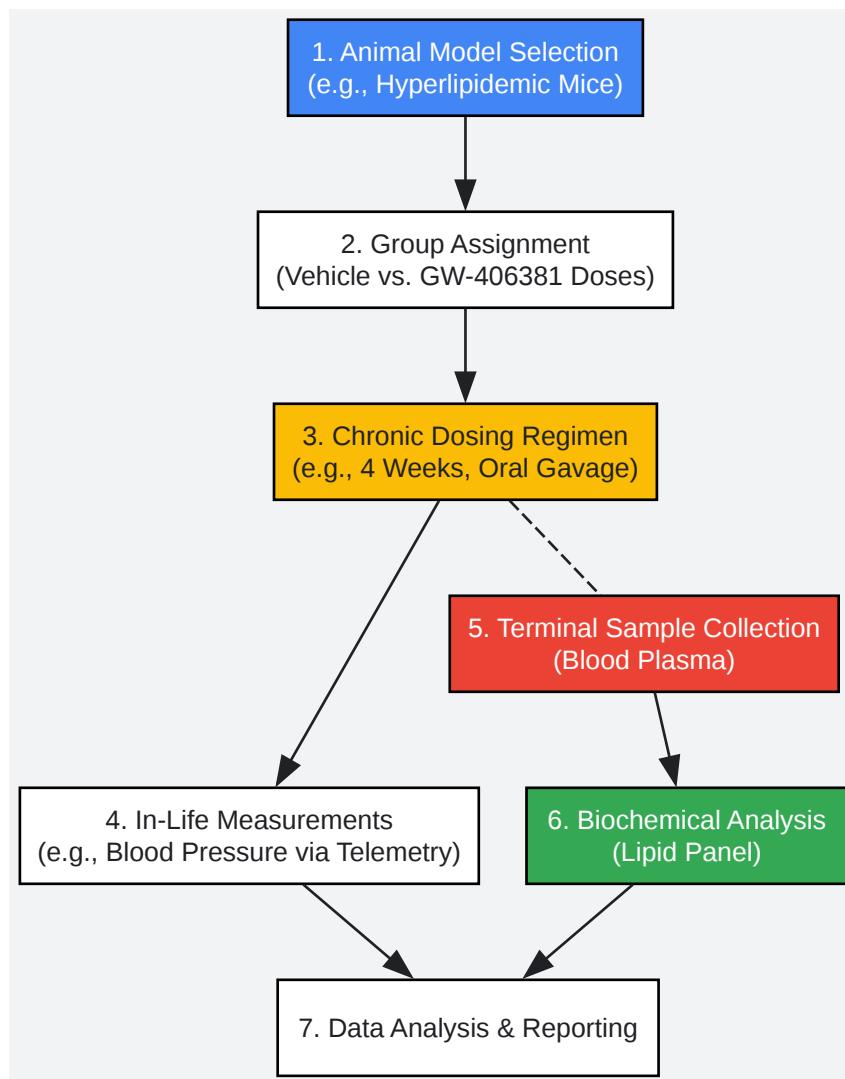 1. Animal Model Selection
(e.g., Hyperlipidemic Mice)
2. Group Assignment
(Vehicle vs. GW-406381 Doses)
3. Chronic Dosing Regimen
(e.g., 4 Weeks, Oral Gavage)
5. Terminal Sample Collection
(Blood Plasma)
4. In-Life Measurements
(e.g., Blood Pressure via Telemetry)
6. Biochemical Analysis
(Lipid Panel)
7. Data Analysis & Reporting